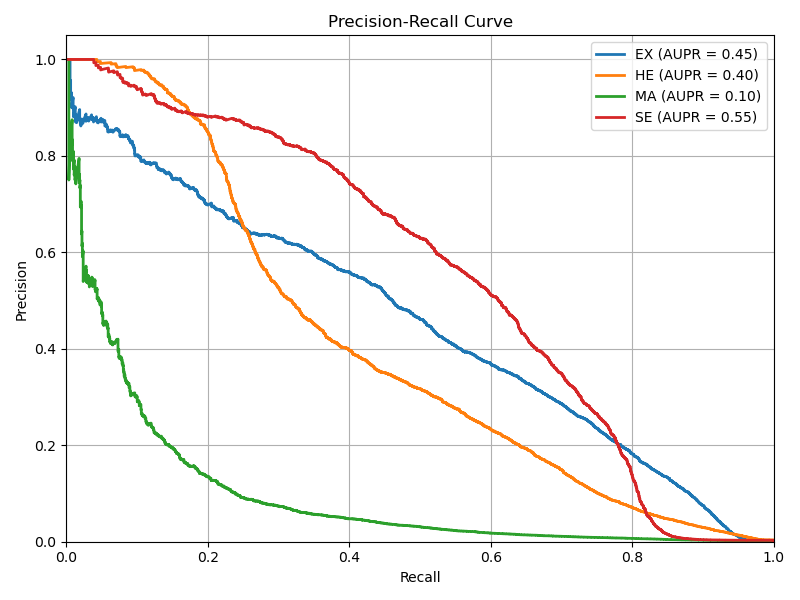 Precision-Recall Curve
EX (AUPR = 0.45)
HE (AUPR = 0.40)
MA (AUPR = 0.10)
SE (AUPR = 0.55)
Precision
1.0
0.8
0.6
0.4
0.2
0.0
0.0 0.2 0.4 0.6 0.8 1.0
Recall